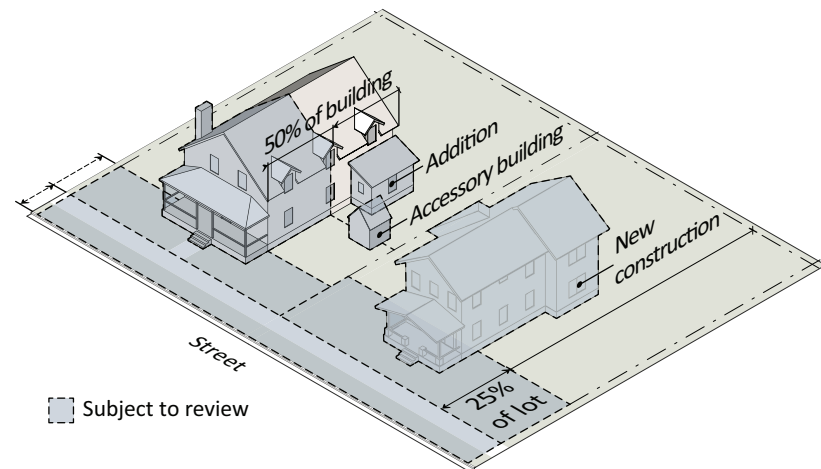 50% of building
Addition
Accessory building
New
construction
Street
25%
of lot
Subject to review